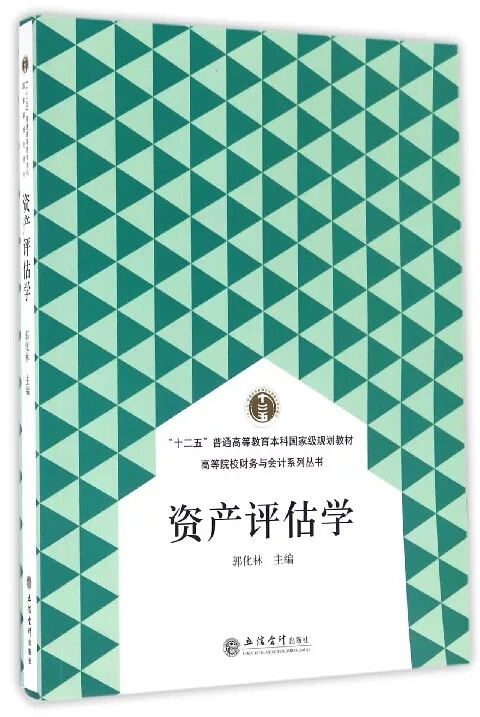 "十二五"普通高等教育本科国家级规划教材
高等院校财务与会计系列丛书
资产评估学
郭化林 主编
立信会计出版社
LIXIN KUAIJI CHUBANSHE
资产评估学
郭化林 主编